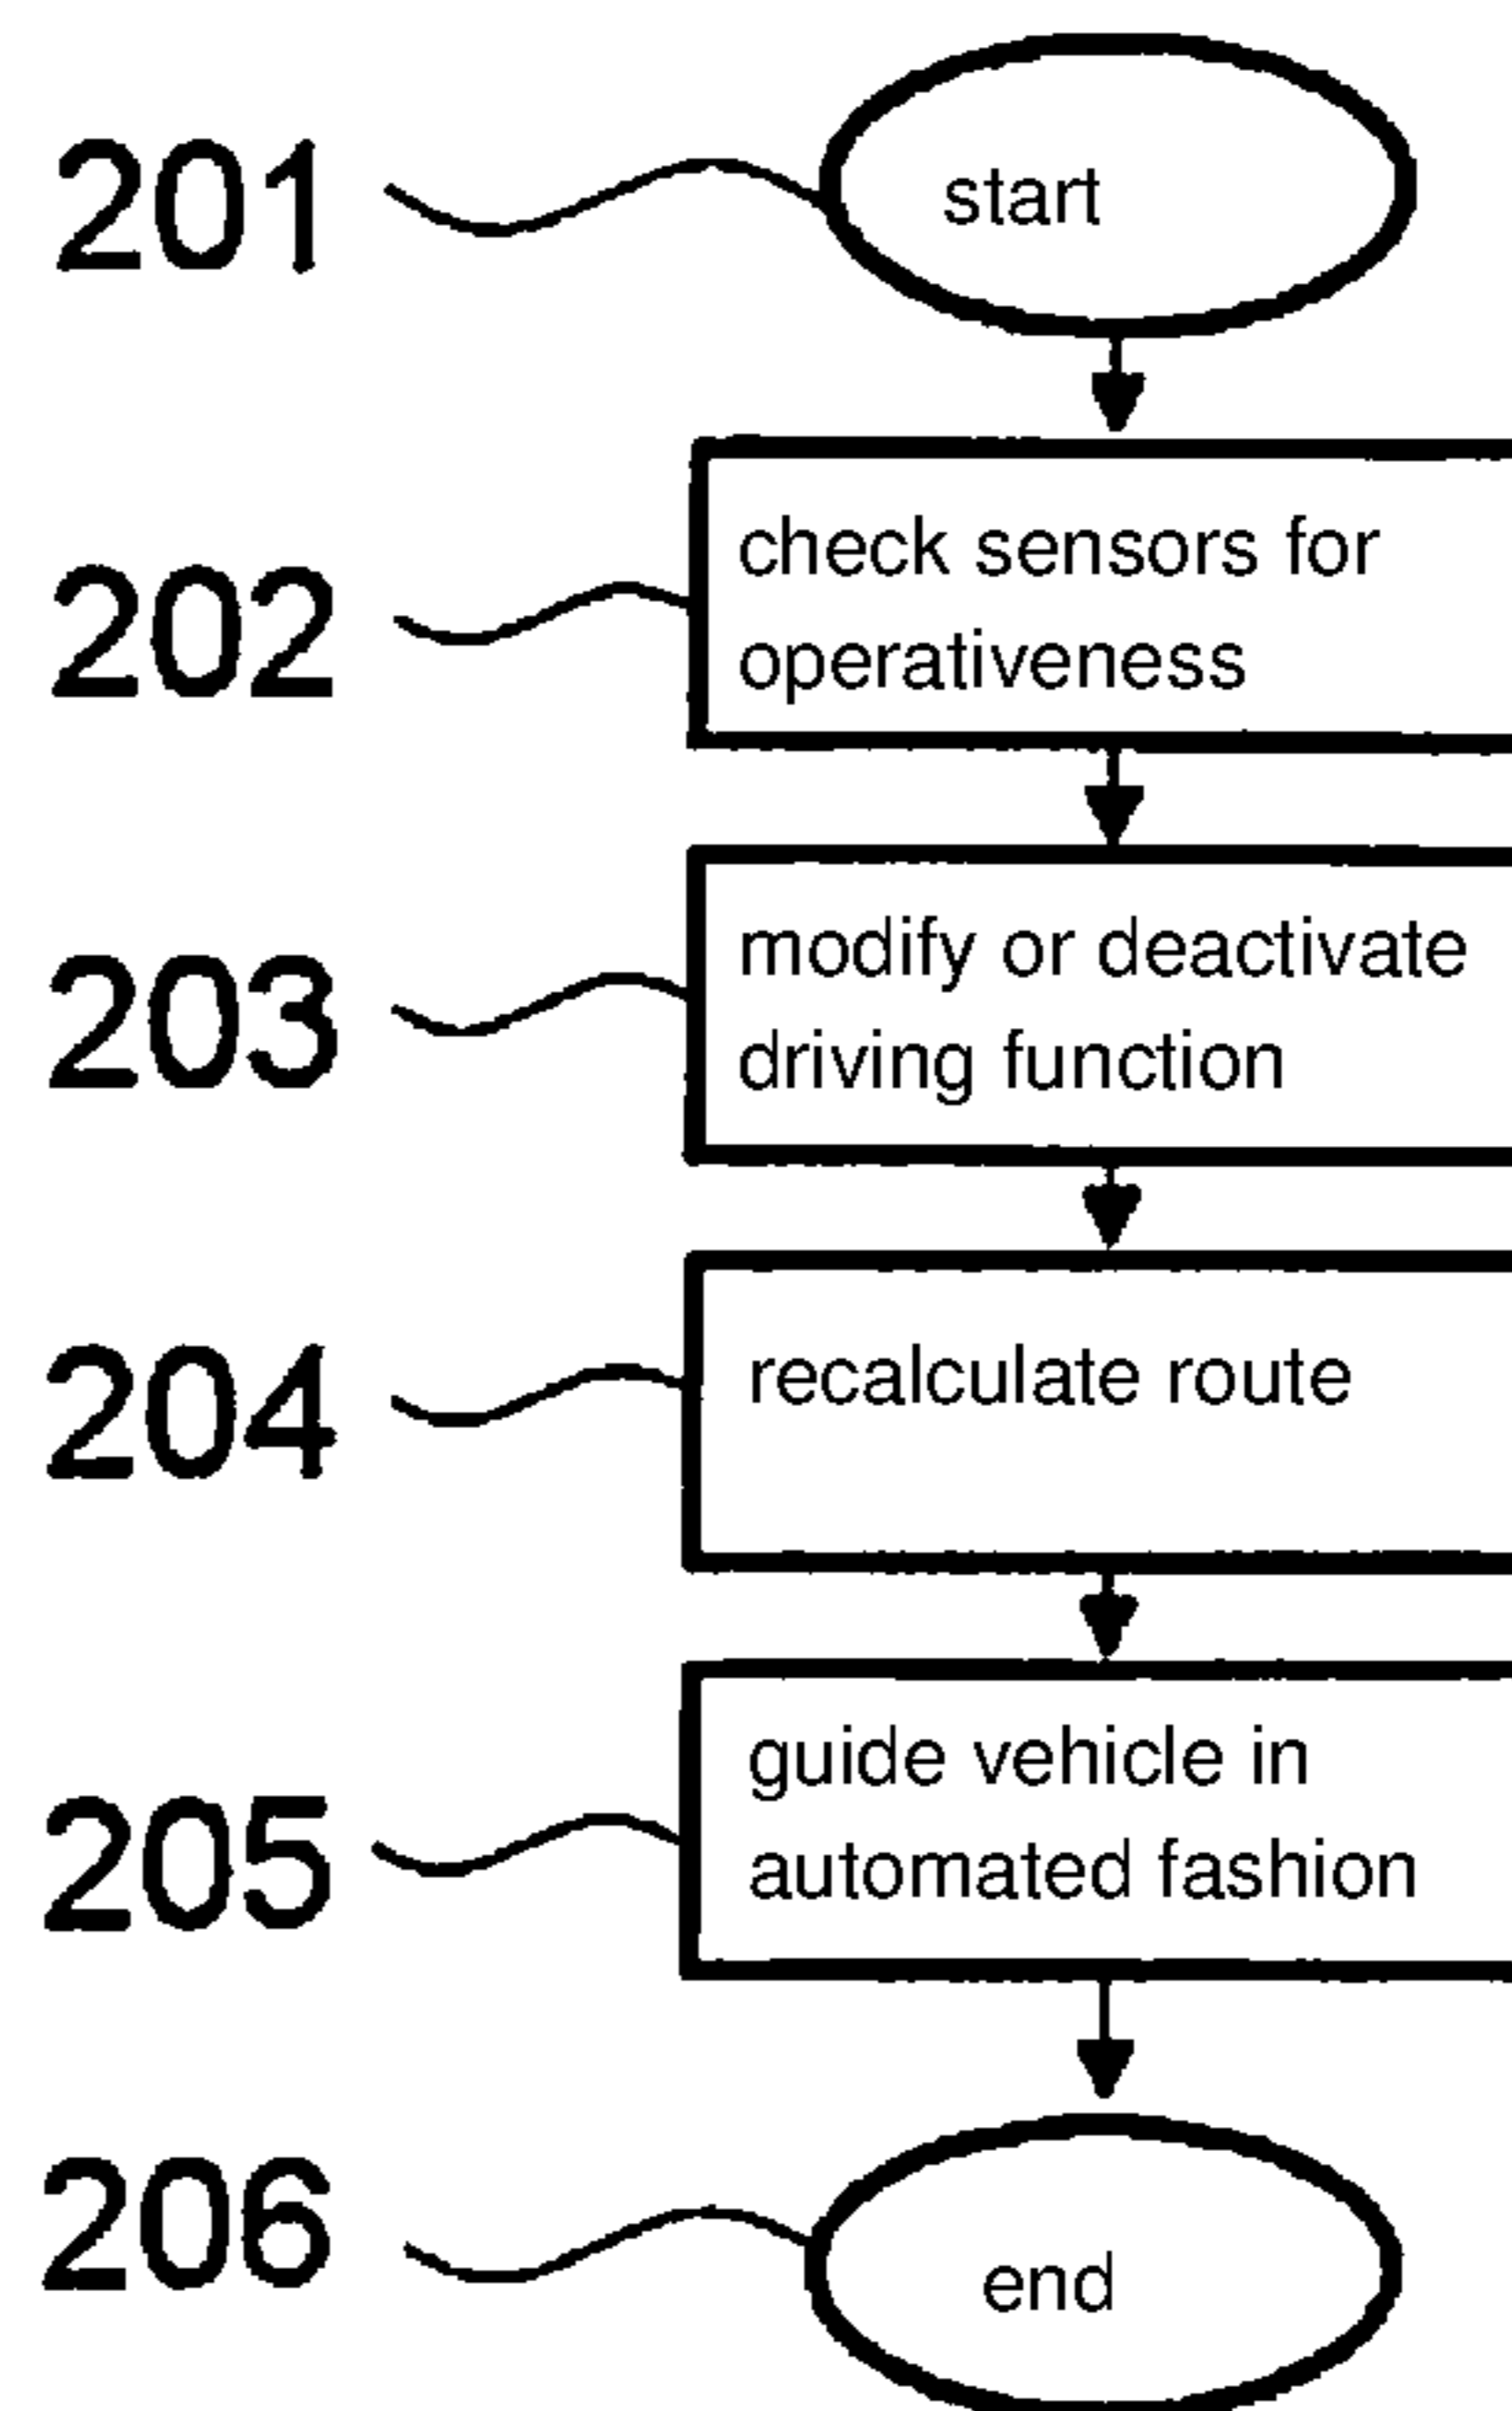 201
start
202
check sensors for
operativeness
203
modify or deactivate
driving function
204
recalculate route
205
guide vehicle in
automated fashion
206
end